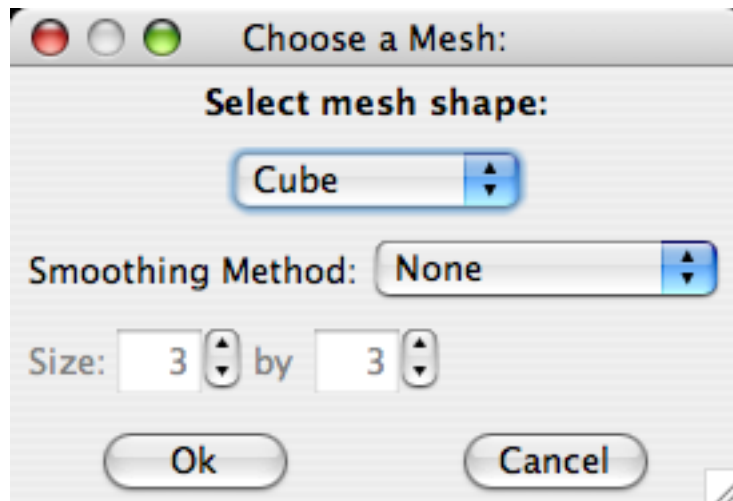 Choose a Mesh:
Select mesh shape:
Cube
Smoothing Method: None
Size: 3 by 3
Ok Cancel